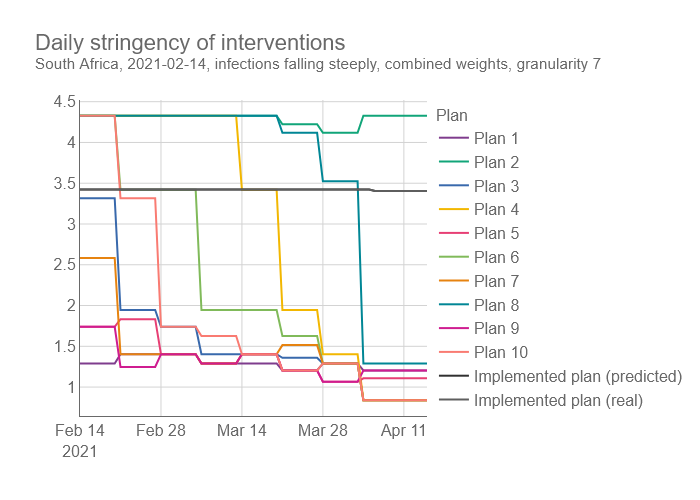 Daily stringency of interventions
South Africa, 2021-02-14, infections falling steeply, combined weights, granularity 7
4.5
4
3.5
3
2.5
2
1.5
1
Feb 14
2021
Feb 28
Mar 14
Mar 28
Apr 11
Plan
Plan 1
Plan 2
Plan 3
Plan 4
Plan 5
Plan 6
Plan 7
Plan 8
Plan 9
Plan 10
Implemented plan (predicted)
Implemented plan (real)